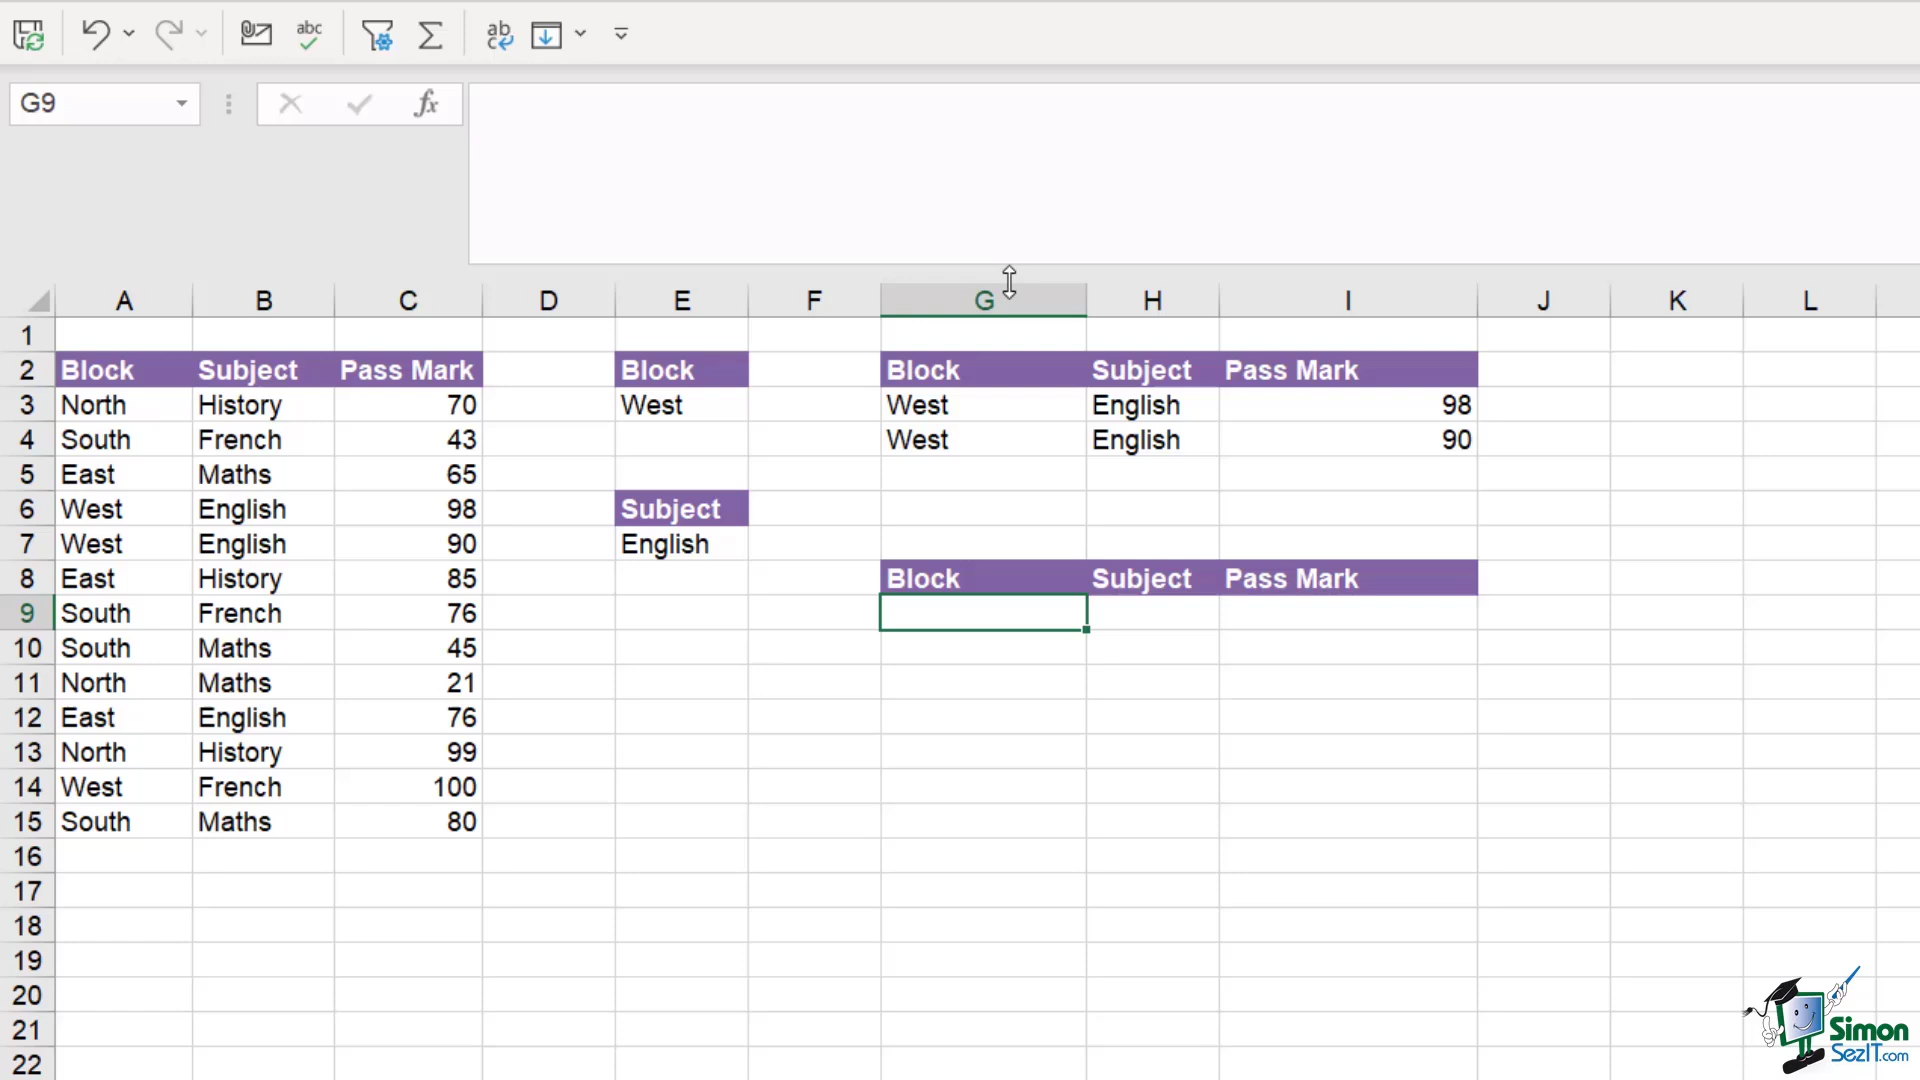 abc
ab
c
G9
fx
A B C D E F G H I J K L
1
2 Block Subject Pass Mark Block Block Subject Pass Mark
3 North History 70 West West English 98
4 South French 43 West English 90
5 East Maths 65
6 West English 98 Subject
7 West English 90 English
8 East History 85 Block Subject Pass Mark
9 South French 76
10 South Maths 45
11 North Maths 21
12 East English 76
13 North History 99
14 West French 100
15 South Maths 80
16
17
18
19
20
21
22
Simon
SezIT.com